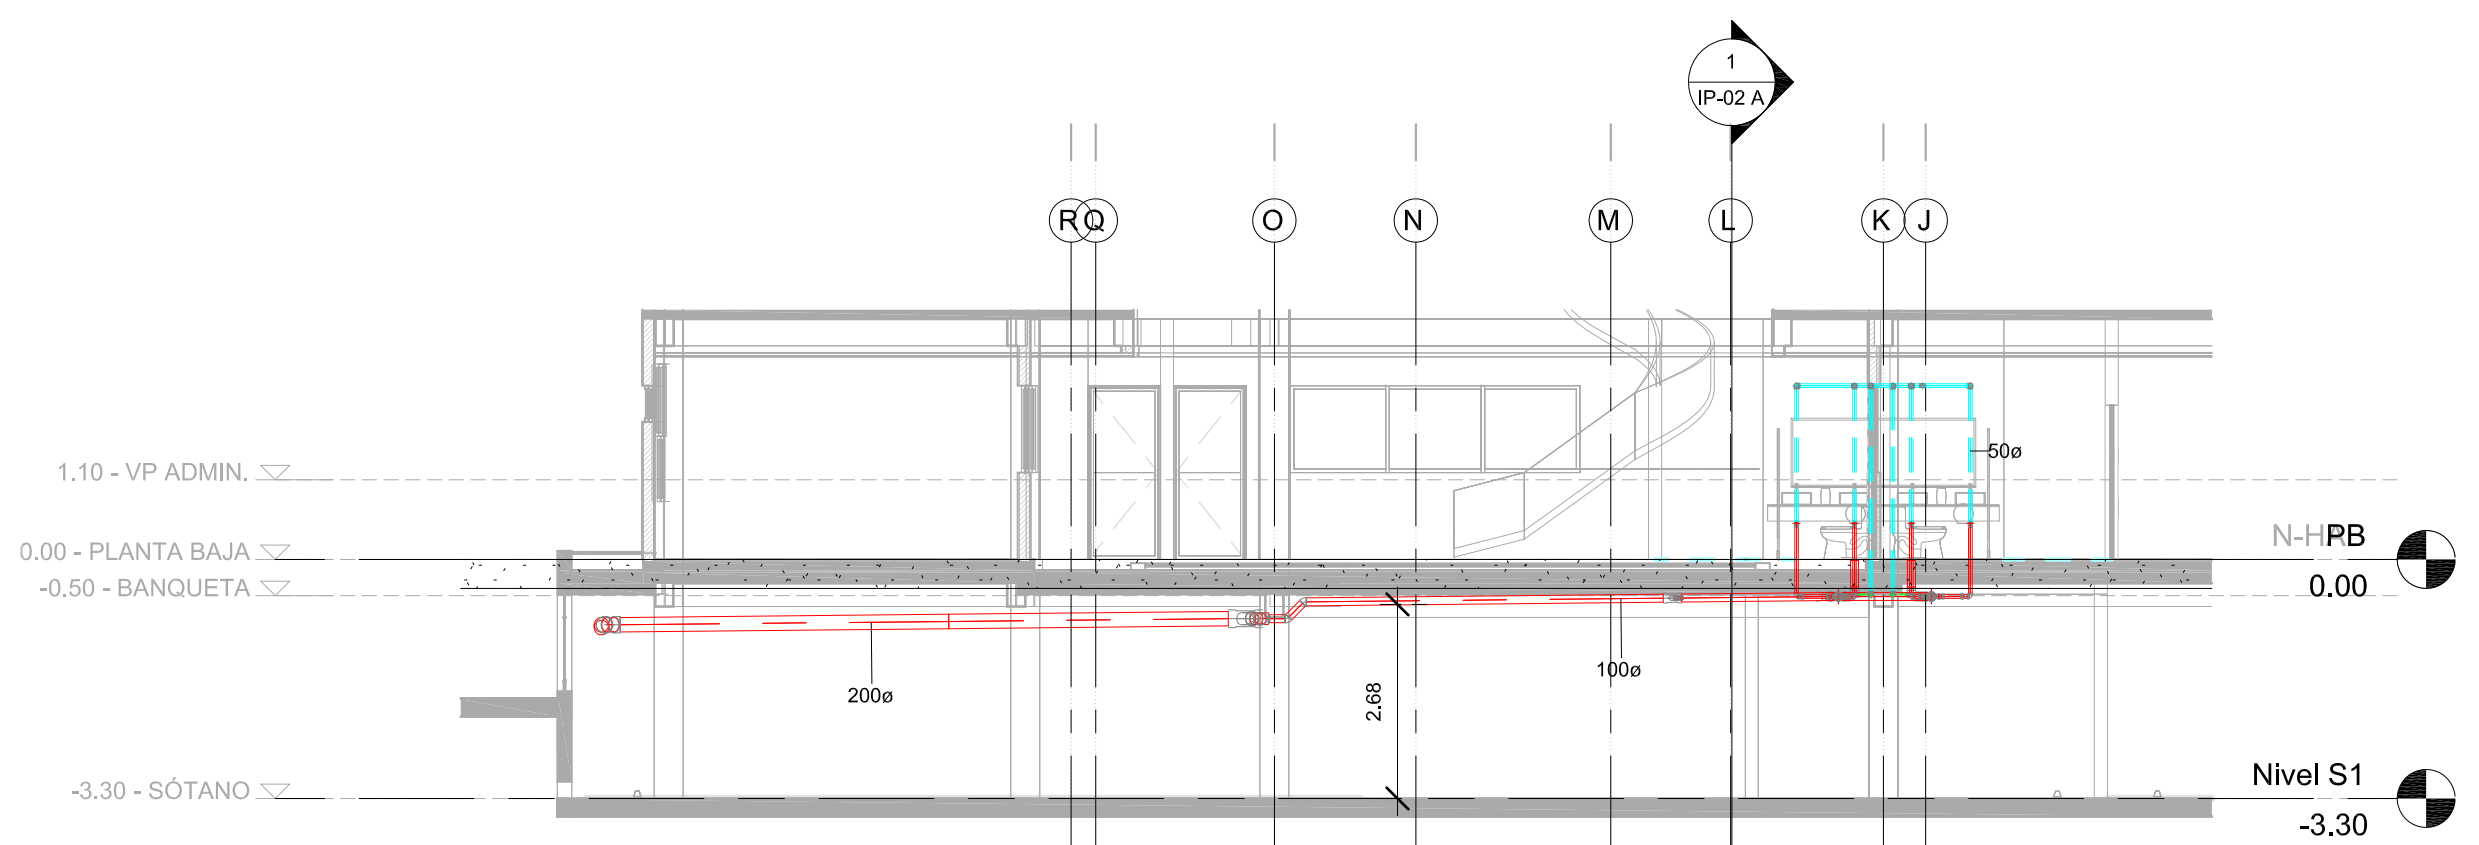 1
IP-02 A
R
Q
O
N
M
L
K
J
50ø
1.10 - VP ADMIN.
0.00 - PLANTA BAJA
PB
-0.50 - BANQUETA
0.00
200ø
100ø
2.68
-3.30 - SÓTANO
Nivel S1
-3.30